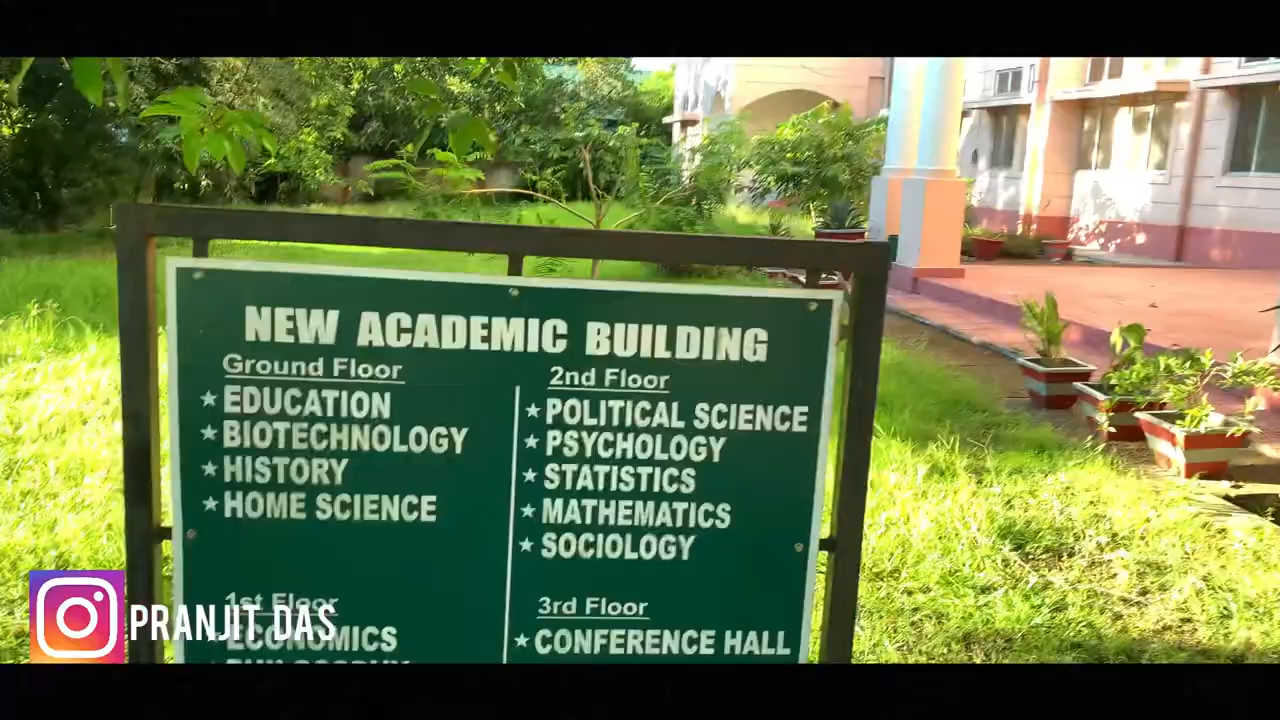 NEW ACADEMIC BUILDING
Ground Floor
★ EDUCATION
★ BIOTECHNOLOGY
★ HISTORY
★ HOME SCIENCE
1st Floor
ECONOMICS
2nd Floor
★ POLITICAL SCIENCE
★ PSYCHOLOGY
★ STATISTICS
★ MATHEMATICS
★ SOCIOLOGY
3rd Floor
★ CONFERENCE HALL
PRANJIT DAS